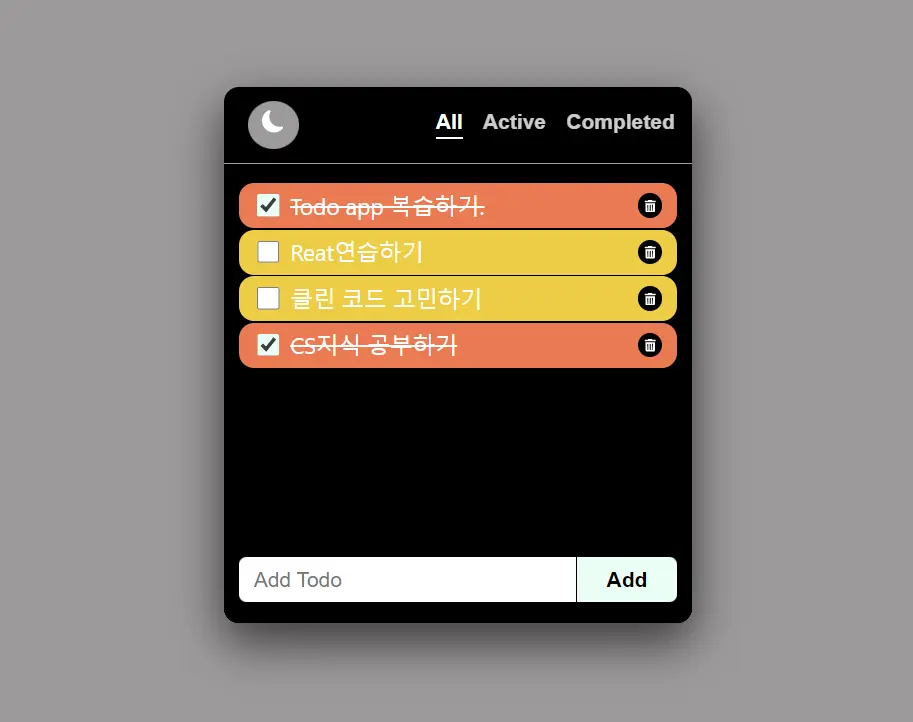 All Active Completed
Todo app 복습하기.
Reat연습하기
클린 코드 고민하기
CS지식 공부하기
Add Todo Add